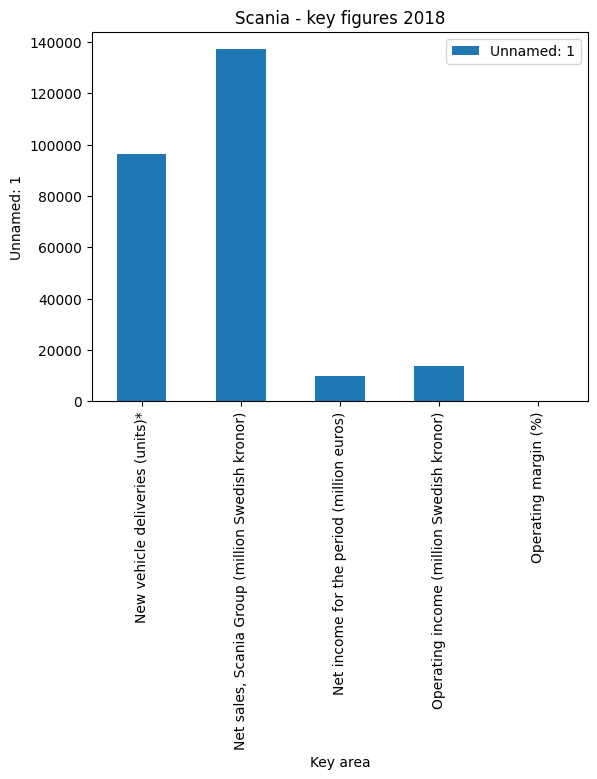 Scania - key figures 2018
Unnamed: 1
Unnamed: 1
140000
120000
100000
80000
60000
40000
20000
0
New vehicle deliveries (units)*
Net sales, Scania Group (million Swedish kronor)
Net income for the period (million euros)
Operating income (million Swedish kronor)
Operating margin (%)
Key area